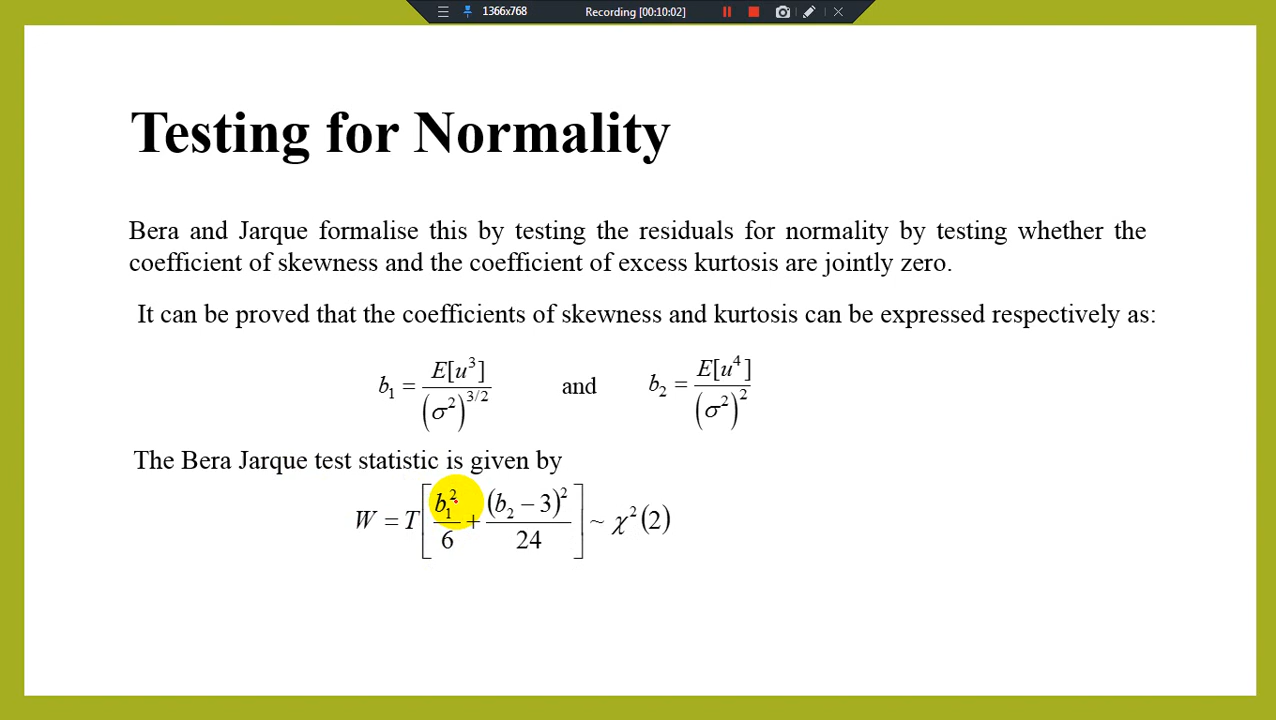 1366x768 Recording [00:10:02]
Testing for Normality
Bera and Jarque formalise this by testing the residuals for normality by testing whether the
coefficient of skewness and the coefficient of excess kurtosis are jointly zero.
It can be proved that the coefficients of skewness and kurtosis can be expressed respectively as:
b₁ = E[u³] / (σ²)^{3/2} and b₂ = E[u⁴] / (σ²)²
The Bera Jarque test statistic is given by
W = T[b₁²/6 + (b₂ − 3)²/24] ~ χ²(2)